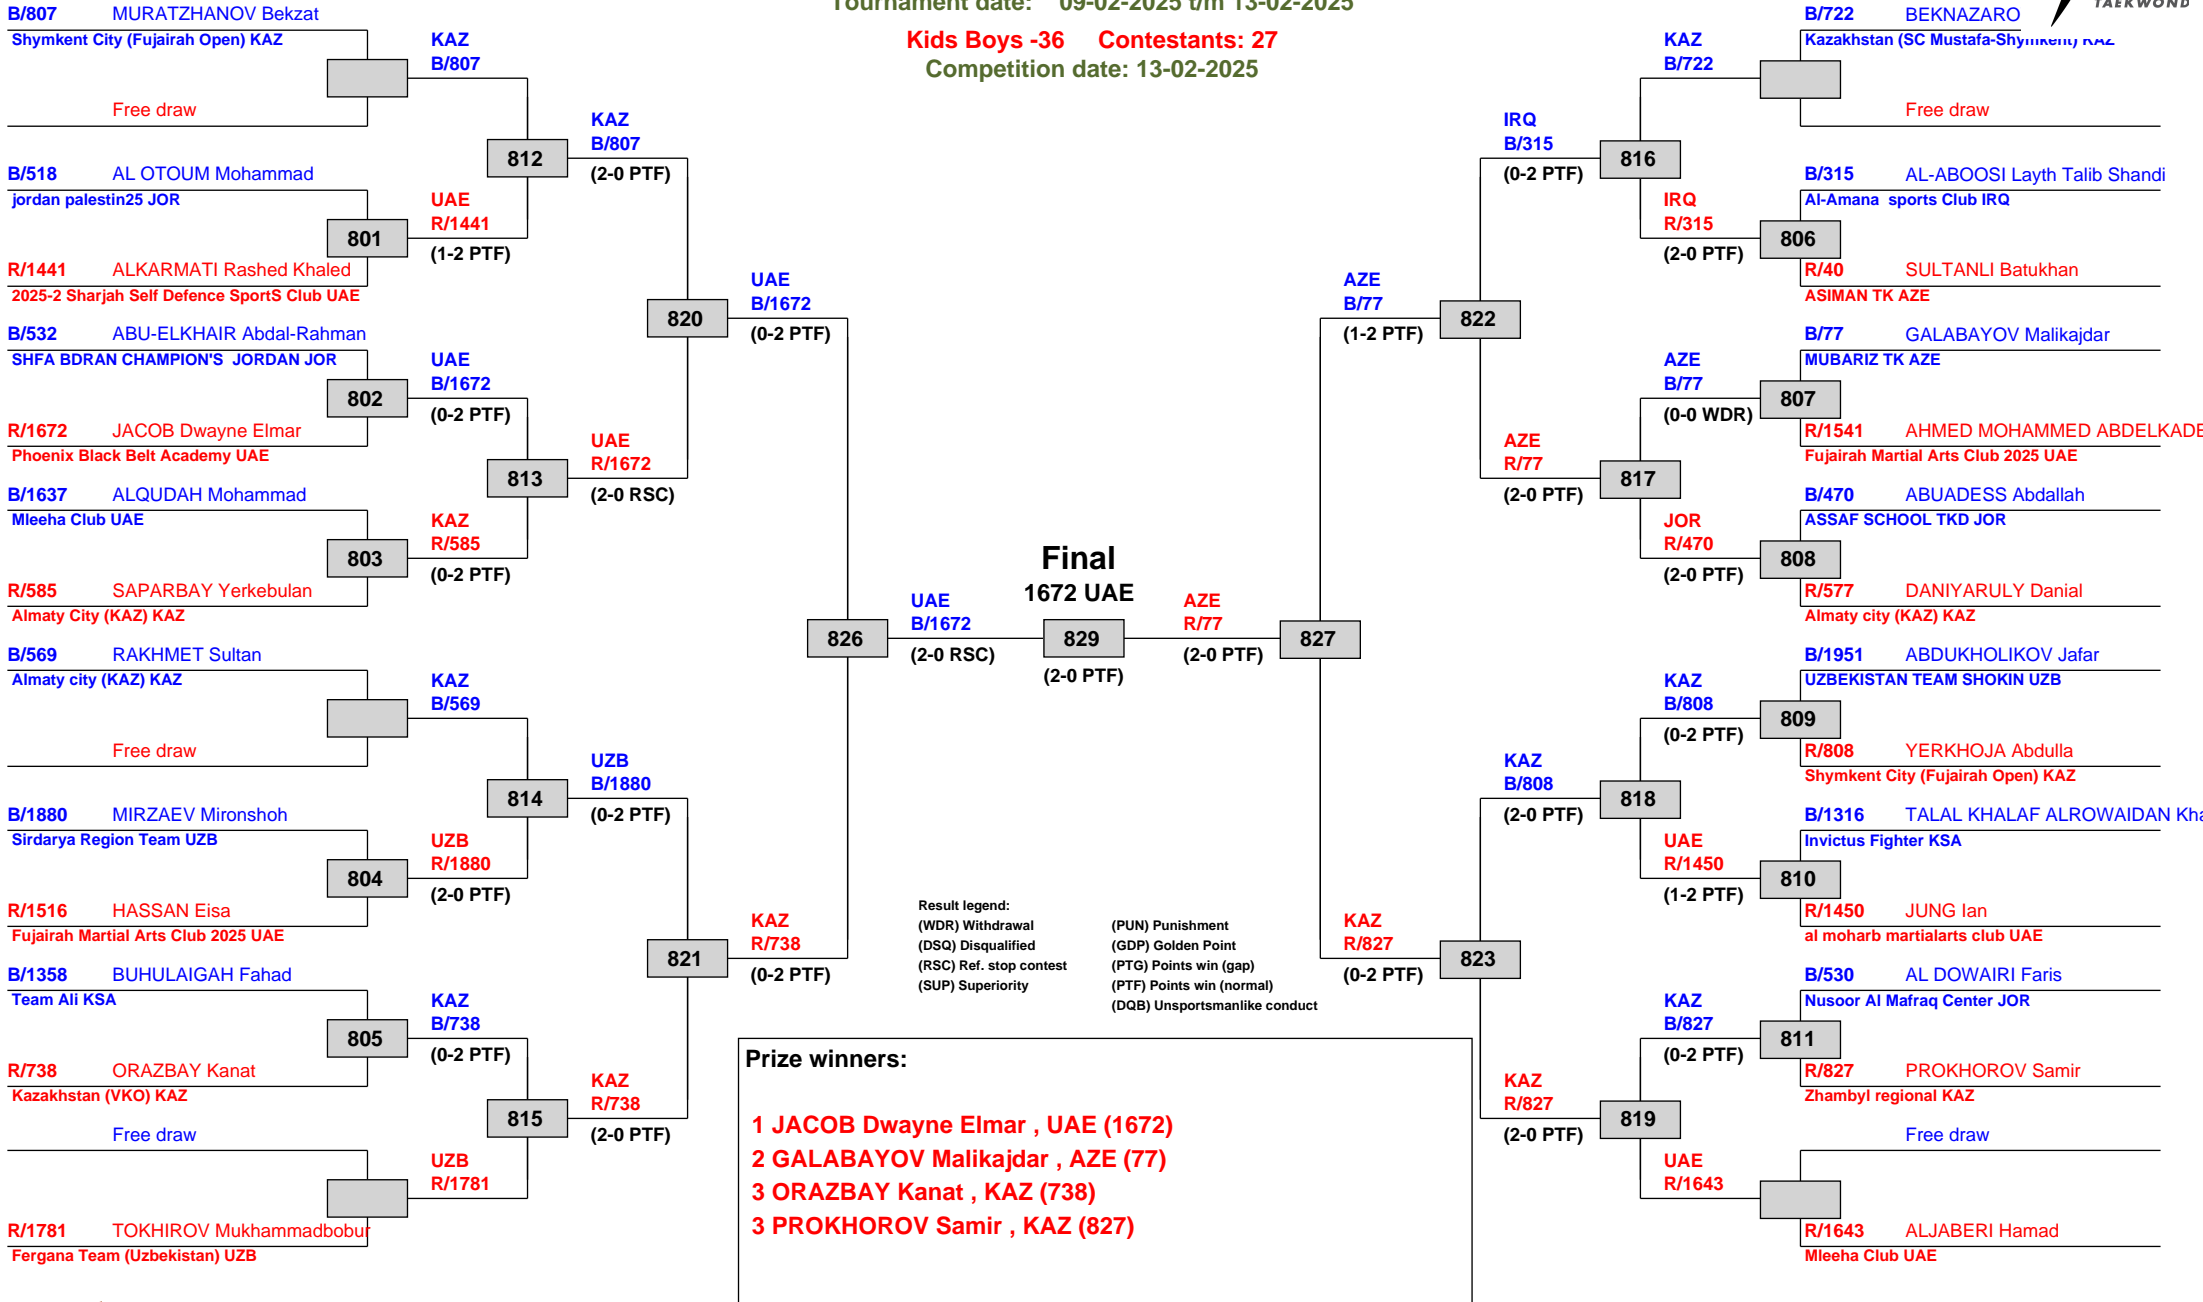 Tournament date: 09-02-2025 t/m 13-02-2025
Kids Boys -36 Contestants: 27
Competition date: 13-02-2025
TAEKWOND
B/807 MURATZHANOV Bekzat
Shymkent City (Fujairah Open) KAZ
Free draw
B/518 AL OTOUM Mohammad
jordan palestin25 JOR
801
R/1441 ALKARMATI Rashed Khaled
2025-2 Sharjah Self Defence SportS Club UAE
B/532 ABU-ELKHAIR Abdal-Rahman
SHFA BDRAN CHAMPION'S JORDAN JOR
802
R/1672 JACOB Dwayne Elmar
Phoenix Black Belt Academy UAE
B/1637 ALQUDAH Mohammad
Mleeha Club UAE
803
R/585 SAPARBAY Yerkebulan
Almaty City (KAZ) KAZ
B/569 RAKHMET Sultan
Almaty city (KAZ) KAZ
Free draw
B/1880 MIRZAEV Mironshoh
Sirdarya Region Team UZB
804
R/1516 HASSAN Eisa
Fujairah Martial Arts Club 2025 UAE
B/1358 BUHULAIGAH Fahad
Team Ali KSA
805
R/738 ORAZBAY Kanat
Kazakhstan (VKO) KAZ
Free draw
R/1781 TOKHIROV Mukhammadbobur
Fergana Team (Uzbekistan) UZB
KAZ
B/807
812
UAE
R/1441
(1-2 PTF)
UAE
B/1672
(0-2 PTF)
813
KAZ
R/585
(0-2 PTF)
KAZ
B/569
814
UZB
R/1880
(2-0 PTF)
KAZ
B/738
(0-2 PTF)
815
UZB
R/1781
KAZ
B/807
(2-0 PTF)
820
UAE
R/1672
(2-0 RSC)
UZB
B/1880
(0-2 PTF)
821
KAZ
R/738
(2-0 PTF)
UAE
B/1672
(0-2 PTF)
826
KAZ
R/738
(0-2 PTF)
UAE
B/1672
(2-0 RSC)
Final
1672 UAE
829
(2-0 PTF)
AZE
R/77
(2-0 PTF)
827
AZE
B/77
(1-2 PTF)
822
KAZ
R/827
(0-2 PTF)
823
IRQ
B/315
(0-2 PTF)
816
AZE
R/77
(2-0 PTF)
817
KAZ
B/808
(2-0 PTF)
818
KAZ
R/827
(2-0 PTF)
819
KAZ
B/722
IRQ
R/315
(2-0 PTF)
AZE
B/77
(0-0 WDR)
JOR
R/470
(2-0 PTF)
KAZ
B/808
(0-2 PTF)
UAE
R/1450
(1-2 PTF)
KAZ
B/827
(0-2 PTF)
UAE
R/1643
B/722 BEKNAZARO
Kazakhstan (SC Mustafa-Shymkent) KAZ
Free draw
B/315 AL-ABOOSI Layth Talib Shandi
Al-Amana sports Club IRQ
806
R/40 SULTANLI Batukhan
ASIMAN TK AZE
B/77 GALABAYOV Malikajdar
MUBARIZ TK AZE
807
R/1541 AHMED MOHAMMED ABDELKADE
Fujairah Martial Arts Club 2025 UAE
B/470 ABUADESS Abdallah
ASSAF SCHOOL TKD JOR
808
R/577 DANIYARULY Danial
Almaty city (KAZ) KAZ
B/1951 ABDUKHOLIKOV Jafar
UZBEKISTAN TEAM SHOKIN UZB
809
R/808 YERKHOJA Abdulla
Shymkent City (Fujairah Open) KAZ
B/1316 TALAL KHALAF ALROWAIDAN Kha
Invictus Fighter KSA
810
R/1450 JUNG Ian
al moharb martialarts club UAE
B/530 AL DOWAIRI Faris
Nusoor Al Mafraq Center JOR
811
R/827 PROKHOROV Samir
Zhambyl regional KAZ
Free draw
R/1643 ALJABERI Hamad
Mleeha Club UAE
Result legend:
(WDR) Withdrawal (PUN) Punishment
(DSQ) Disqualified (GDP) Golden Point
(RSC) Ref. stop contest (PTG) Points win (gap)
(SUP) Superiority (PTF) Points win (normal)
(DQB) Unsportsmanlike conduct
Prize winners:
1 JACOB Dwayne Elmar , UAE (1672)
2 GALABAYOV Malikajdar , AZE (77)
3 ORAZBAY Kanat , KAZ (738)
3 PROKHOROV Samir , KAZ (827)